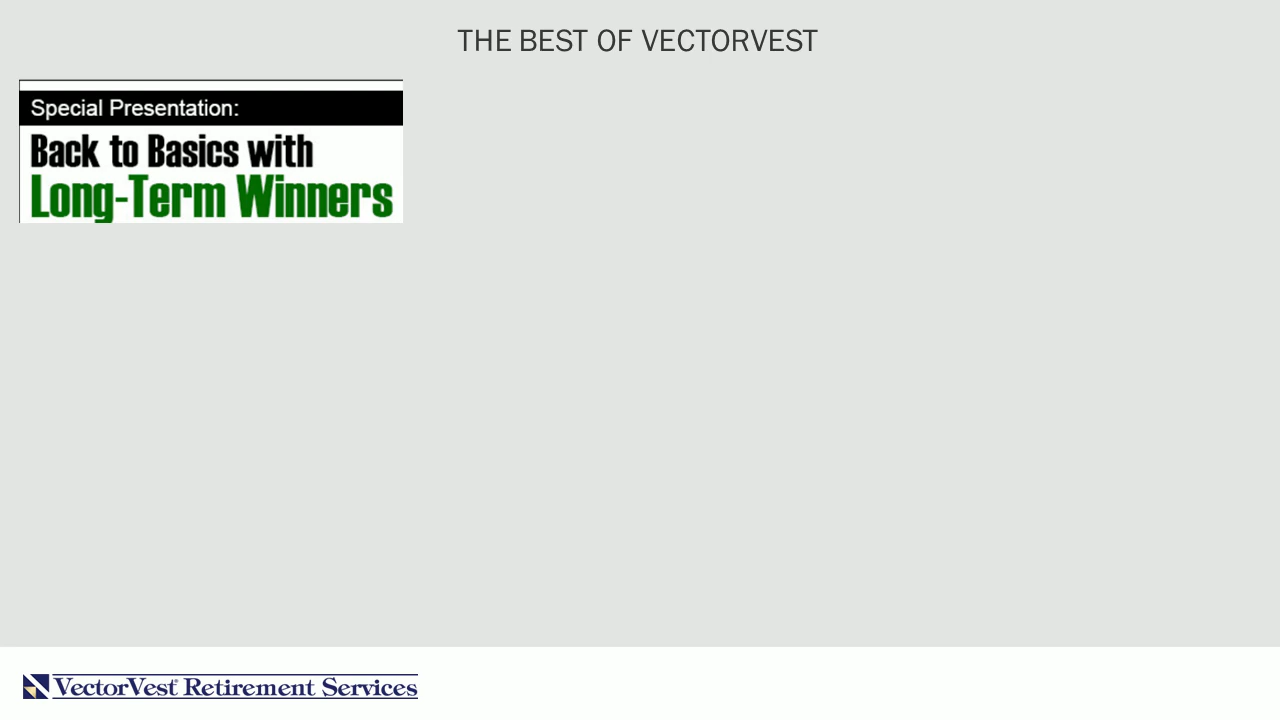 THE BEST OF VECTORVEST
Special Presentation:
Back to Basics with
Long-Term Winners
VectorVest® Retirement Services